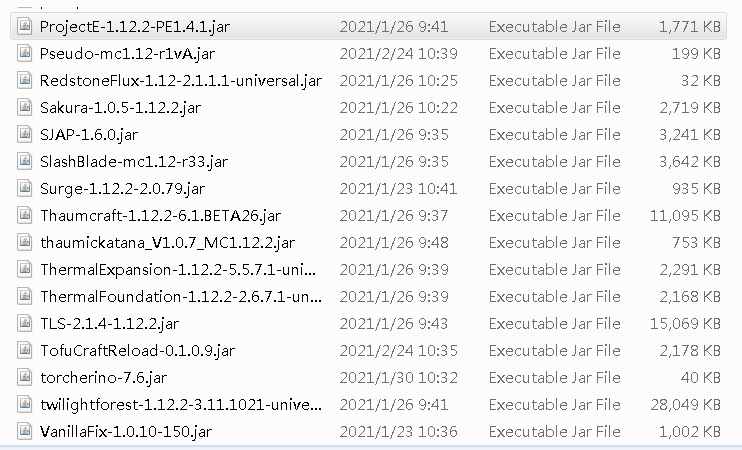 ProjectE-1.12.2-PE1.4.1.jar 2021/1/26 9:41 Executable Jar File 1,771 KB
Pseudo-mc1.12-r1vA.jar 2021/2/24 10:39 Executable Jar File 199 KB
RedstoneFlux-1.12-2.1.1.1-universal.jar 2021/1/26 10:25 Executable Jar File 32 KB
Sakura-1.0.5-1.12.2.jar 2021/1/26 10:22 Executable Jar File 2,719 KB
SJAP-1.6.0.jar 2021/1/26 9:35 Executable Jar File 3,241 KB
SlashBlade-mc1.12-r33.jar 2021/1/26 9:35 Executable Jar File 3,642 KB
Surge-1.12.2-2.0.79.jar 2021/1/23 10:41 Executable Jar File 935 KB
Thaumcraft-1.12.2-6.1.BETA26.jar 2021/1/26 9:37 Executable Jar File 11,095 KB
thaumickatana_V1.0.7_MC1.12.2.jar 2021/1/26 9:48 Executable Jar File 753 KB
ThermalExpansion-1.12.2-5.5.7.1-uni... 2021/1/26 9:39 Executable Jar File 2,291 KB
ThermalFoundation-1.12.2-2.6.7.1-un... 2021/1/26 9:39 Executable Jar File 2,168 KB
TLS-2.1.4-1.12.2.jar 2021/1/26 9:43 Executable Jar File 15,069 KB
TofuCraftReload-0.1.0.9.jar 2021/2/24 10:35 Executable Jar File 2,178 KB
torcherino-7.6.jar 2021/1/30 10:32 Executable Jar File 40 KB
twilightforest-1.12.2-3.11.1021-unive... 2021/1/26 9:41 Executable Jar File 28,049 KB
VanillaFix-1.0.10-150.jar 2021/1/23 10:36 Executable Jar File 1,002 KB